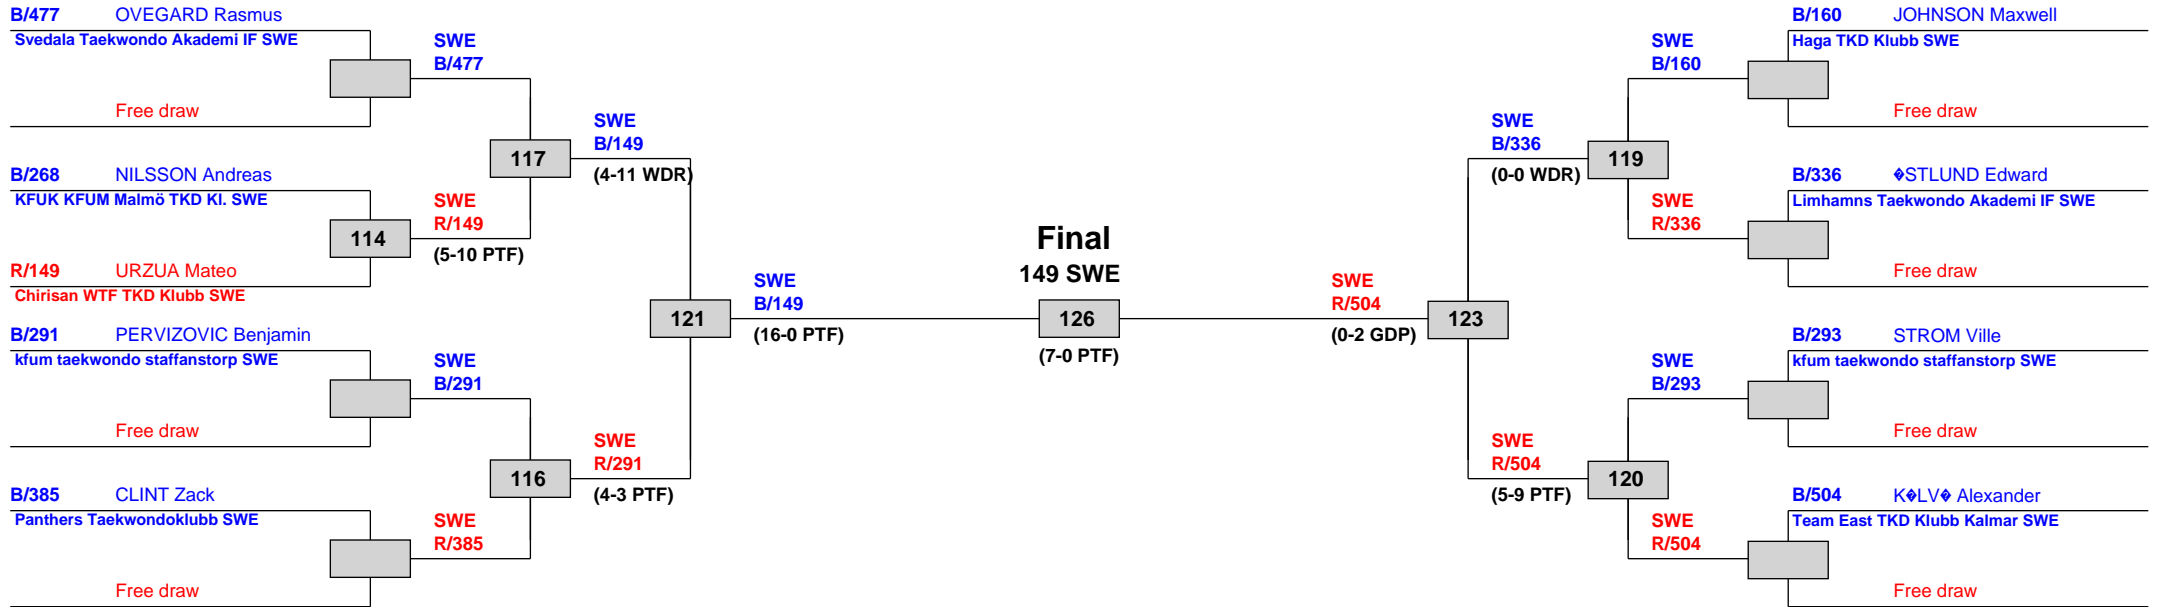 B/477 OVEGARD Rasmus
Svedala Taekwondo Akademi IF SWE
Free draw
SWE
B/477
B/268 NILSSON Andreas
KFUK KFUM Malmö TKD Kl. SWE
114
R/149 URZUA Mateo
Chirisan WTF TKD Klubb SWE
SWE
R/149
(5-10 PTF)
117
SWE
B/149
(4-11 WDR)
B/291 PERVIZOVIC Benjamin
kfum taekwondo staffanstorp SWE
Free draw
SWE
B/291
B/385 CLINT Zack
Panthers Taekwondoklubb SWE
Free draw
SWE
R/385
116
SWE
R/291
(4-3 PTF)
121
SWE
B/149
(16-0 PTF)
Final
149 SWE
126
(7-0 PTF)
SWE
R/504
(0-2 GDP)
123
SWE
B/336
(0-0 WDR)
119
SWE
B/160
B/160 JOHNSON Maxwell
Haga TKD Klubb SWE
Free draw
SWE
R/336
B/336 �STLUND Edward
Limhamns Taekwondo Akademi IF SWE
Free draw
SWE
R/504
(5-9 PTF)
120
SWE
B/293
B/293 STROM Ville
kfum taekwondo staffanstorp SWE
Free draw
SWE
R/504
B/504 K�LV� Alexander
Team East TKD Klubb Kalmar SWE
Free draw